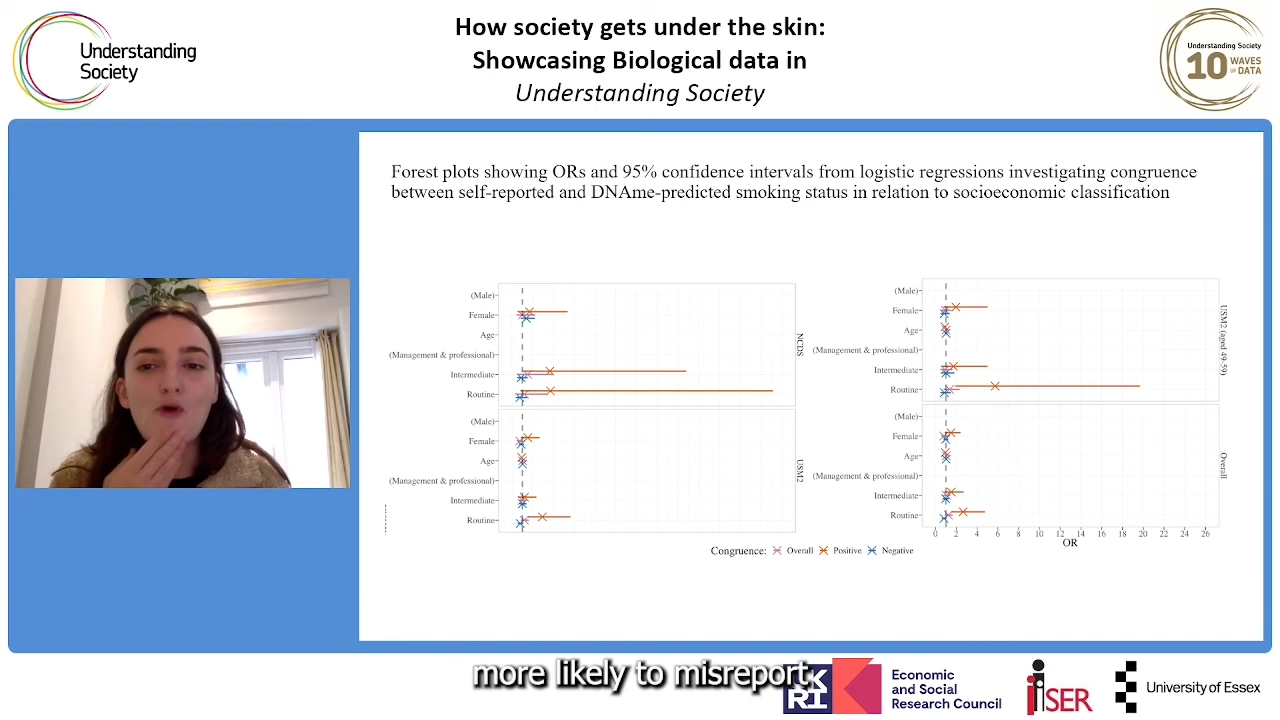 Understanding
Society
How society gets under the skin:
Showcasing Biological data in
Understanding Society
Understanding Society
10 WAVES
OF DATA
Forest plots showing ORs and 95% confidence intervals from logistic regressions investigating congruence
between self-reported and DNAme-predicted smoking status in relation to socioeconomic classification
(Male)
Female
Age
(Management & professional)
Intermediate
Routine
NCDS
(Male)
Female
Age
(Management & professional)
Intermediate
Routine
USM2
(Male)
Female
Age
(Management & professional)
Intermediate
Routine
USM2 (aged 49-59)
(Male)
Female
Age
(Management & professional)
Intermediate
Routine
Overall
0 2 4 6 8 10 12 14 16 18 20 22 24 26
OR
Congruence: Overall Positive Negative
more likely to misreport
Economic
and Social
Research Council
iSER
University of Essex